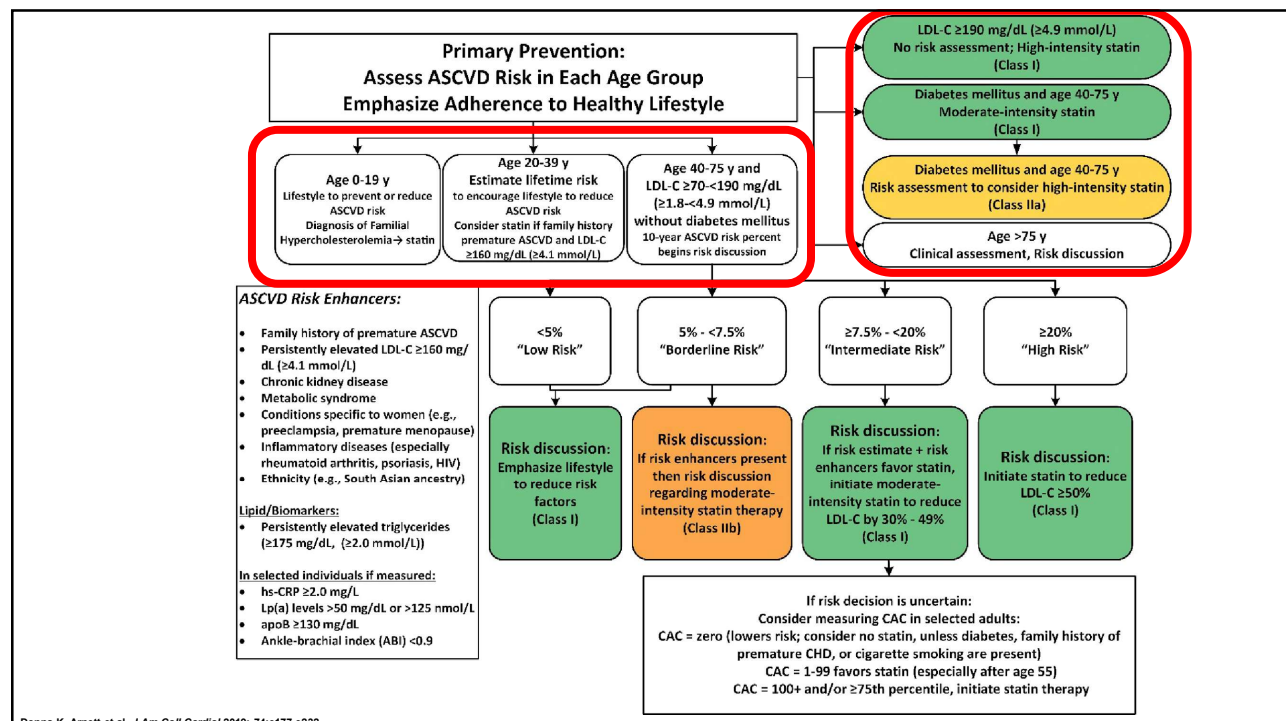 Primary Prevention:
Assess ASCVD Risk in Each Age Group
Emphasize Adherence to Healthy Lifestyle
LDL-C ≥190 mg/dL (≥4.9 mmol/L)
No risk assessment; High-intensity statin
(Class I)
Diabetes mellitus and age 40-75 y
Moderate-intensity statin
(Class I)
Diabetes mellitus and age 40-75 y
Risk assessment to consider high-intensity statin
(Class IIa)
Age >75 y
Clinical assessment, Risk discussion
Age 0-19 y
Lifestyle to prevent or reduce
ASCVD risk
Diagnosis of Familial
Hypercholesterolemia→ statin
Age 20-39 y
Estimate lifetime risk
to encourage lifestyle to reduce
ASCVD risk
Consider statin if family history
premature ASCVD and LDL-C
≥160 mg/dL (≥4.1 mmol/L)
Age 40-75 y and
LDL-C ≥70-<190 mg/dL
(≥1.8-<4.9 mmol/L)
without diabetes mellitus
10-year ASCVD risk percent
begins risk discussion
ASCVD Risk Enhancers:
• Family history of premature ASCVD
• Persistently elevated LDL-C ≥160 mg/
dL (≥4.1 mmol/L)
• Chronic kidney disease
• Metabolic syndrome
• Conditions specific to women (e.g.,
preeclampsia, premature menopause)
• Inflammatory diseases (especially
rheumatoid arthritis, psoriasis, HIV)
• Ethnicity (e.g., South Asian ancestry)
Lipid/Biomarkers:
• Persistently elevated triglycerides
(≥175 mg/dL, (≥2.0 mmol/L))
In selected individuals if measured:
• hs-CRP ≥2.0 mg/L
• Lp(a) levels >50 mg/dL or >125 nmol/L
• apoB ≥130 mg/dL
• Ankle-brachial index (ABI) <0.9
<5%
“Low Risk”
5% - <7.5%
“Borderline Risk”
≥7.5% - <20%
“Intermediate Risk”
≥20%
“High Risk”
Risk discussion:
Emphasize lifestyle
to reduce risk
factors
(Class I)
Risk discussion:
If risk enhancers present
then risk discussion
regarding moderate-
intensity statin therapy
(Class IIb)
Risk discussion:
If risk estimate + risk
enhancers favor statin,
initiate moderate-
intensity statin to reduce
LDL-C by 30% - 49%
(Class I)
Risk discussion:
Initiate statin to reduce
LDL-C ≥50%
(Class I)
If risk decision is uncertain:
Consider measuring CAC in selected adults:
CAC = zero (lowers risk; consider no statin, unless diabetes, family history of
premature CHD, or cigarette smoking are present)
CAC = 1-99 favors statin (especially after age 55)
CAC = 100+ and/or ≥75th percentile, initiate statin therapy